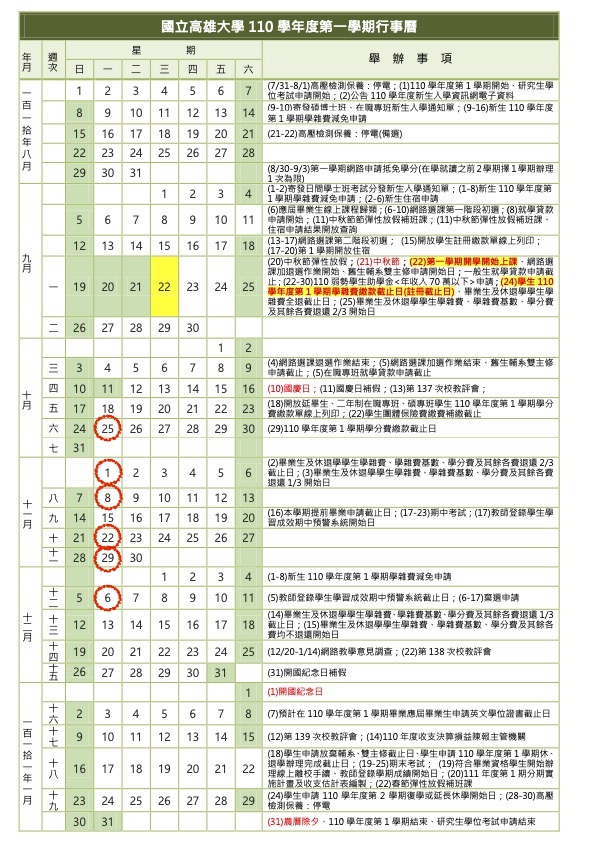 國立高雄大學 110 學年度第一學期行事曆
年月 週次 星期 舉辦事項
日 一 二 三 四 五 六
一百一拾年八月
1 2 3 4 5 6 7
(7/31-8/1)高壓檢測保養：停電；(1)110學年度第1學期開始、研究生學
位考試申請開始；(2)公告 110 學年度新生入學資訊網電子資料
8 9 10 11 12 13 14
(9-10)寄發碩博士班、在職專班新生入學通知單；(9-16)新生 110 學年度
第1學期學雜費減免申請
15 16 17 18 19 20 21
(21-22)高壓檢測保養：停電(備選)
22 23 24 25 26 27 28
29 30 31
(8/30-9/3)第一學期網路申請抵免學分(在學就讀之前2學期擇1學期辦理
1 次為限)
九月
1 2 3 4
(1-2)寄發日間學士班考試分發新生入學通知單；(1-8)新生 110 學年度第
1 學期學雜費減免申請；(2-6)新生住宿申請
5 6 7 8 9 10 11
(6)應屆畢業生線上課程歸類；(6-10)網路選課第一階段初選；(8)就學貸款
申請開始；(11)中秋節節彈性放假補班課；(11)中秋節彈性放假補班課、
住宿申請結果開放查詢
12 13 14 15 16 17 18
(13-17)網路選課第二階段初選； (15)開放學生註冊繳款單線上列印；
(17-20)第 1 學期開放住宿
一 19 20 21 22 23 24 25
(20)中秋節彈性放假；(21)中秋節；(22)第一學期開學開始上課、網路選
課加退選作業開始、舊生輔系雙主修申請開始日；一般生就學貸款申請截
止；(22-30)110 弱勢學生助學金<年收入 70 萬以下>申請；(24)學生 110
學年度第 1 學期學雜費繳款截止日(註冊截止日)、畢業生及休退學學生學
雜費全退截止日；(25)畢業生及休退學學生學雜費、學雜費基數、學分費
及其餘各費退還 2/3 開始日
二 26 27 28 29 30
十月
1 2
三 3 4 5 6 7 8 9
(4)網路選課退選作業結束；(5)網路選課加選作業結束、舊生輔系雙主修
申請截止；(5)在職專班就學貸款申請截止
四 10 11 12 13 14 15 16
(10)國慶日；(11)國慶日補假；(13)第 137 次校教評會；
五 17 18 19 20 21 22 23
(18)開放延畢生、二年制在職專班、碩專班學生 110 學年度第 1 學期學分
費繳款單線上列印；(22)學生團體保險費繳費補繳截止
六 24 25 26 27 28 29 30
(29)110學年度第 1 學期學分費繳款截止日
七 31
十一月
1 2 3 4 5 6
(2)畢業生及休退學學生學雜費、學雜費基數、學分費及其餘各費退還 2/3
截止日；(3)畢業生及休退學學生學雜費、學雜費基數、學分費及其餘各費
退還 1/3 開始日
八 7 8 9 10 11 12 13
九 14 15 16 17 18 19 20
(16)本學期提前畢業申請截止日；(17-23)期中考試；(17)教師登錄學生學
習成效期中預警系統開始日
十 21 22 23 24 25 26 27
十一 28 29 30
十二月
1 2 3 4
(1-8)新生 110 學年度第 1 學期學雜費減免申請
十二 5 6 7 8 9 10 11
(5)教師登錄學生學習成效期中預警系統截止日；(6-17)棄選申請
十三 12 13 14 15 16 17 18
(14)畢業生及休退學學生學雜費、學雜費基數、學分費及其餘各費退還 1/3
截止日；(15)畢業生及休退學學生學雜費、學雜費基數、學分費及其餘各
費均不退還開始日
十四 19 20 21 22 23 24 25
(12/20-1/14)網路教學意見調查；(22)第 138 次校教評會
十五 26 27 28 29 30 31
(31)開國紀念日補假
一百一拾一年一月
1
(1)開國紀念日
十六 2 3 4 5 6 7 8
(7)預計在 110 學年度第 1 學期畢業應屆畢業生申請英文學位證書截止日
十七 9 10 11 12 13 14 15
(12)第 139 次校教評會；(14)110年度收支決算損益陳報主管機關
十八 16 17 18 19 20 21 22
(18)學生申請放棄輔系、雙主修截止日、學生申請 110 學年度第 1 學期休、
退學辦理完成截止日；(19-25)期末考試； (19)符合畢業資格學生開始辦
理線上離校手續、教師登錄學期成績開始日；(20)111 年度第 1 期分期實
施計畫及收支估計表編製；(22)春節彈性放假補班課
十九 23 24 25 26 27 28 29
(24)學生申請 110 學年度第 2 學期復學或延長休學開始日；(28-30)高壓
檢測保養：停電
30 31
(31)農曆除夕、110 學年度第 1 學期結束、研究生學位考試申請結束